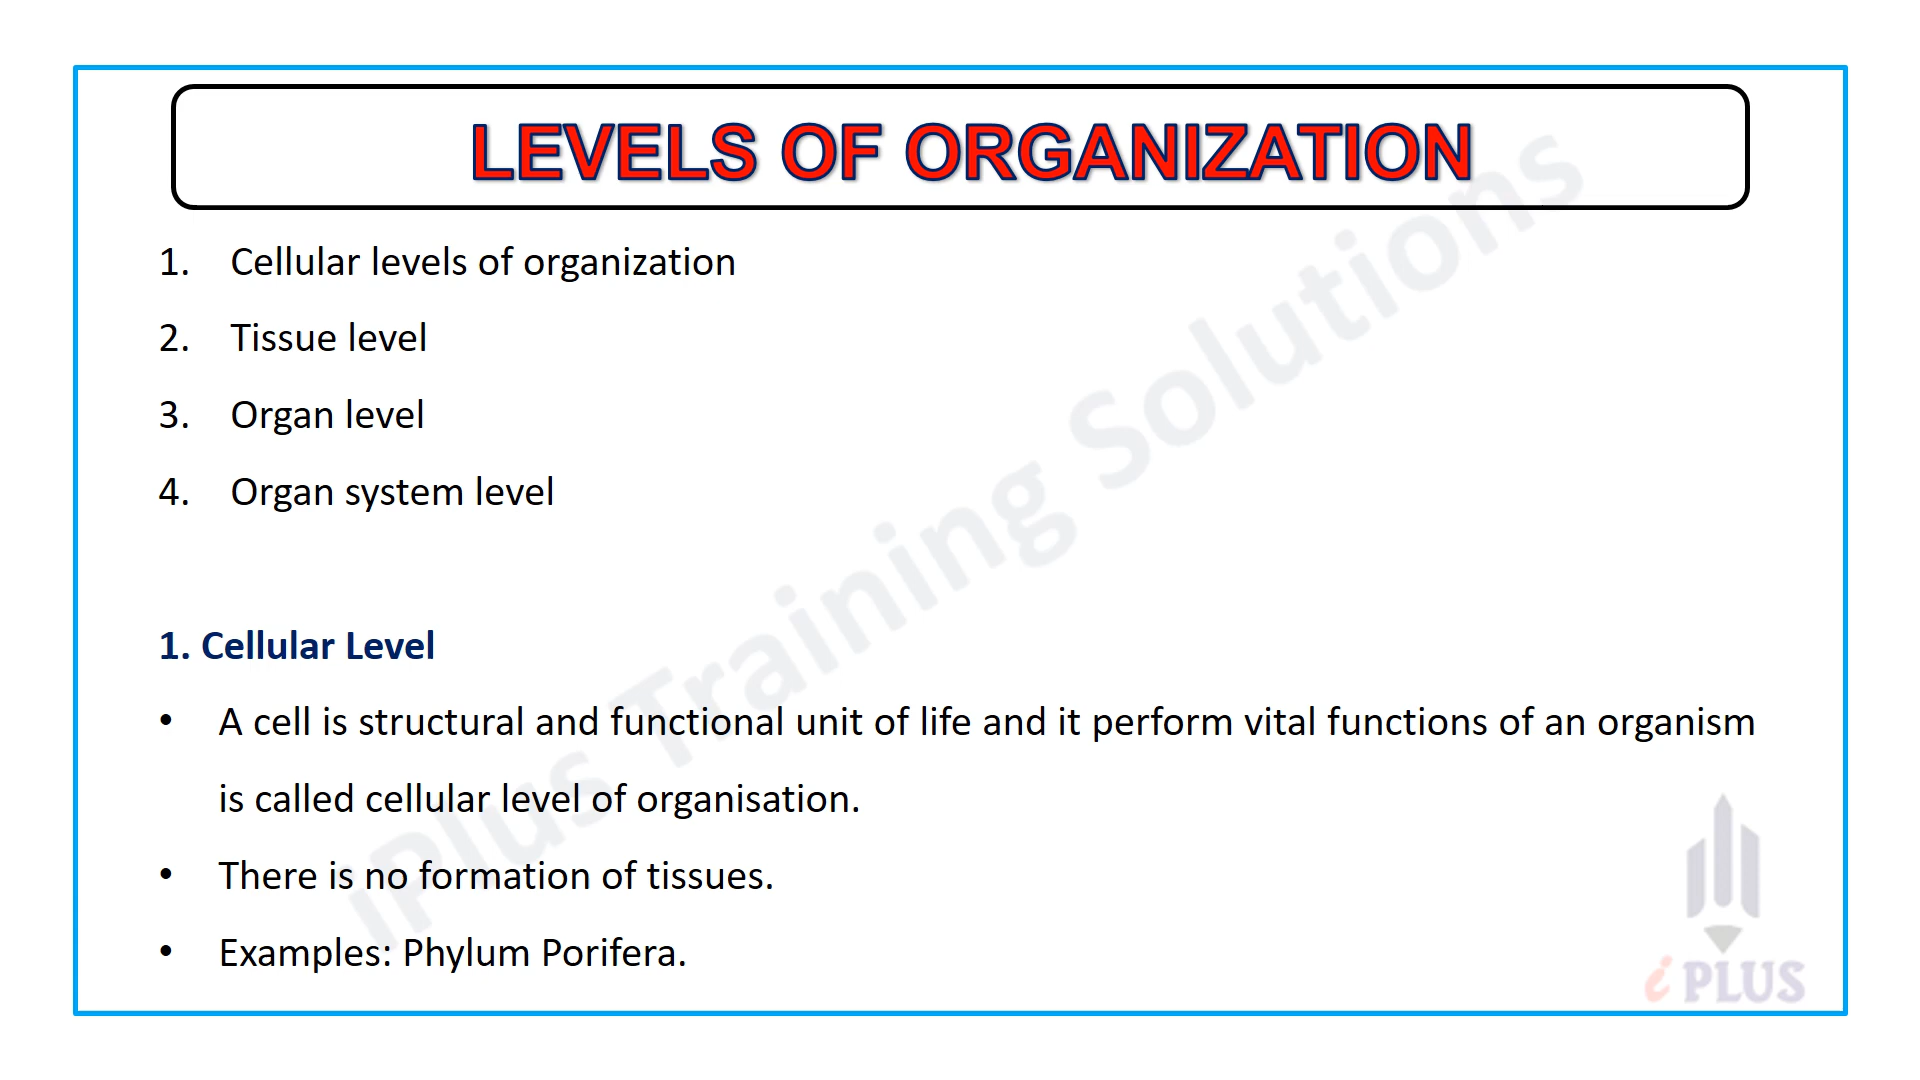 LEVELS OF ORGANIZATION
1. Cellular levels of organization
2. Tissue level
3. Organ level
4. Organ system level
1. Cellular Level
• A cell is structural and functional unit of life and it perform vital functions of an organism
is called cellular level of organisation.
• There is no formation of tissues.
• Examples: Phylum Porifera.
iPlus Training Solutions
i PLUS